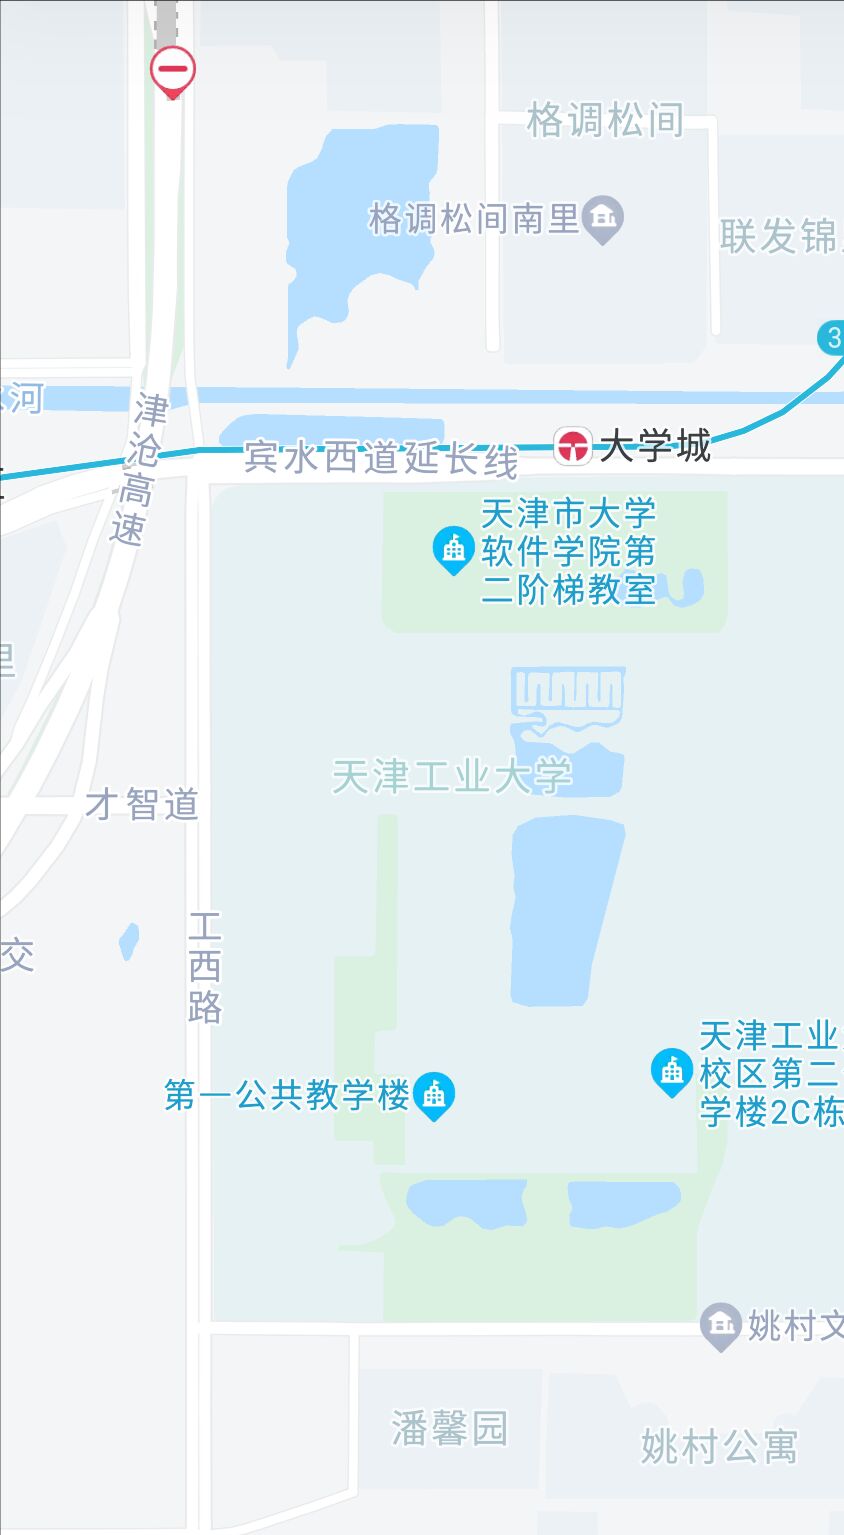 格调松间
格调松间南里
联发锦
3
河
津沧高速
宾水西道延长线
大学城
天津市大学
软件学院第
二阶梯教室
里
天津工业大学
才智道
工西路
交
天津工业
校区第二
学楼2C栋
第一公共教学楼
姚村文
潘馨园
姚村公寓